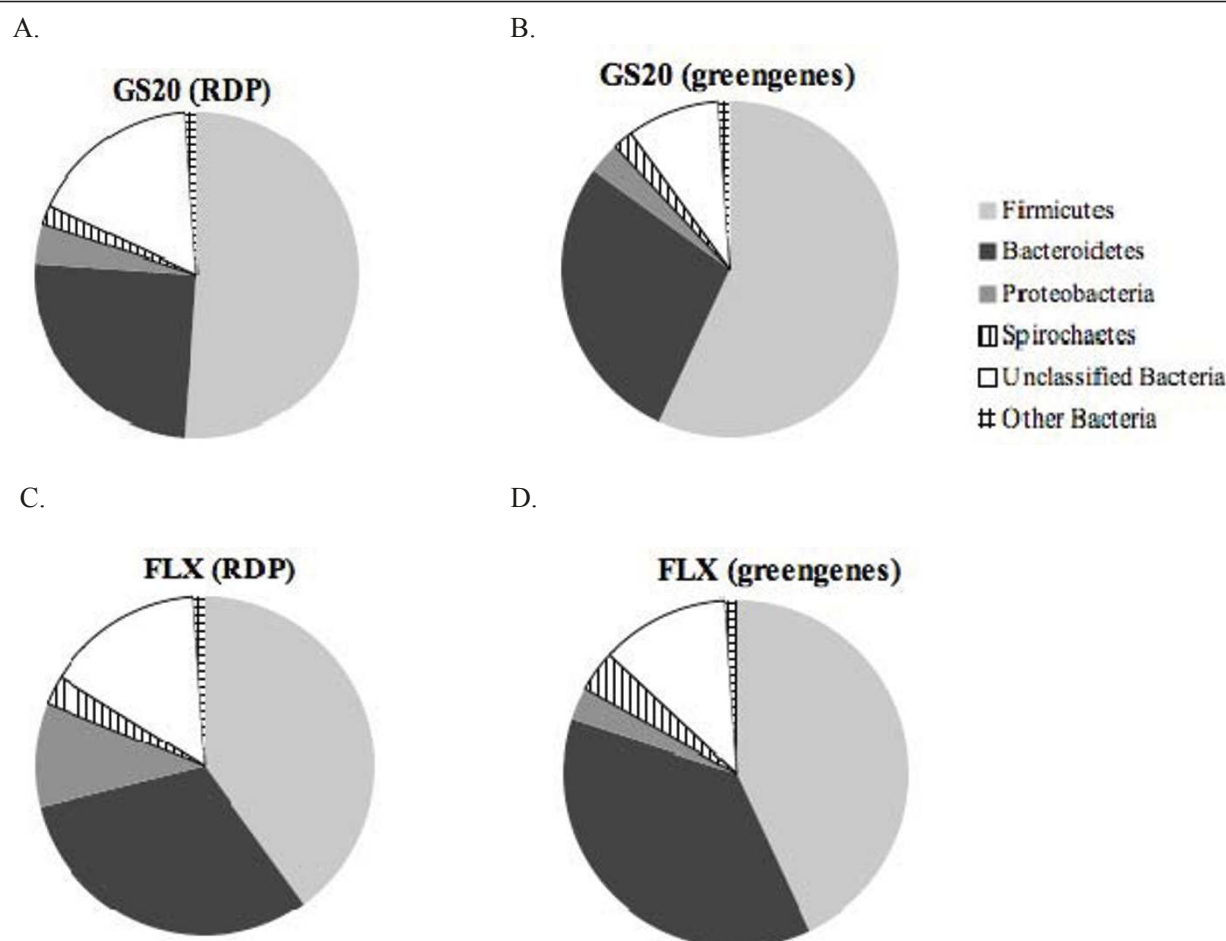 A.
B.
GS20 (RDP)
GS20 (greengenes)
Firmicutes
Bacteroidetes
Proteobacteria
Spirochaetes
Unclassified Bacteria
Other Bacteria
C.
D.
FLX (RDP)
FLX (greengenes)